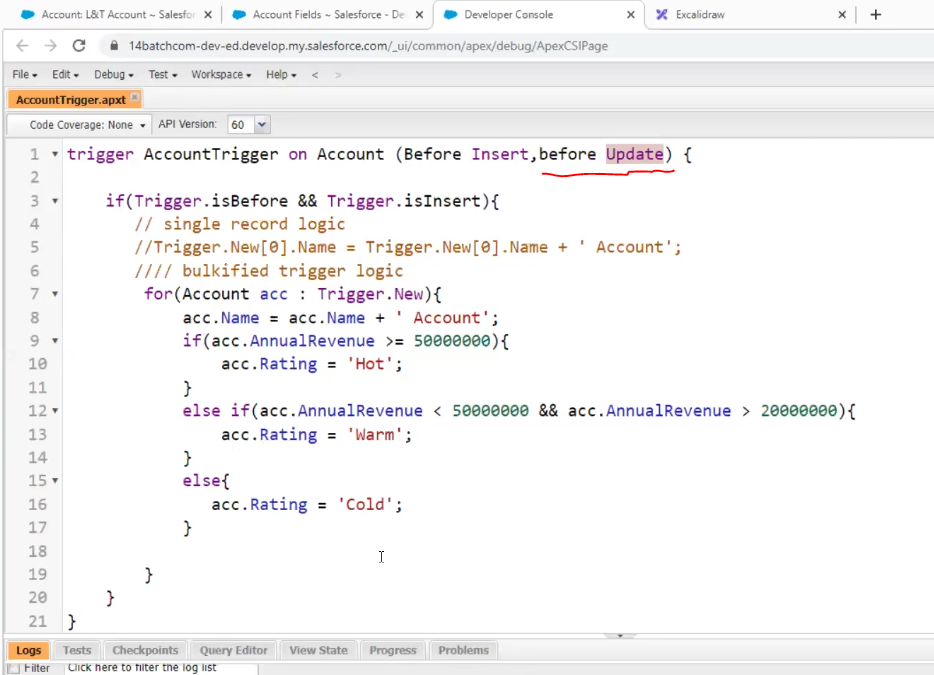 Account: L&T Account ~ Salesfor
Account Fields ~ Salesforce - De
Developer Console
Excalidraw
14batchcom-dev-ed.develop.my.salesforce.com/_ui/common/apex/debug/ApexCSIPage
File Edit Debug Test Workspace Help < >
AccountTrigger.apxt
Code Coverage: None API Version: 60
1 trigger AccountTrigger on Account (Before Insert,before Update) {
2
3 if(Trigger.isBefore && Trigger.isInsert){
4 // single record logic
5 //Trigger.New[0].Name = Trigger.New[0].Name + ' Account';
6 //// bulkified trigger logic
7 for(Account acc : Trigger.New){
8 acc.Name = acc.Name + ' Account';
9 if(acc.AnnualRevenue >= 50000000){
10 acc.Rating = 'Hot';
11 }
12 else if(acc.AnnualRevenue < 50000000 && acc.AnnualRevenue > 20000000){
13 acc.Rating = 'Warm';
14 }
15 else{
16 acc.Rating = 'Cold';
17 }
18
19 }
20 }
21 }
Logs Tests Checkpoints Query Editor View State Progress Problems
Filter Click here to filter the log list